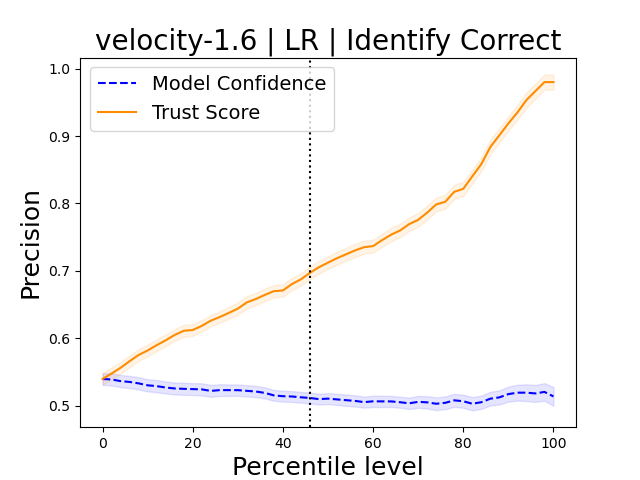 velocity-1.6 | LR | Identify Correct
Model Confidence
Trust Score
Precision
1.0
0.9
0.8
0.7
0.6
0.5
0
20
40
60
80
100
Percentile level